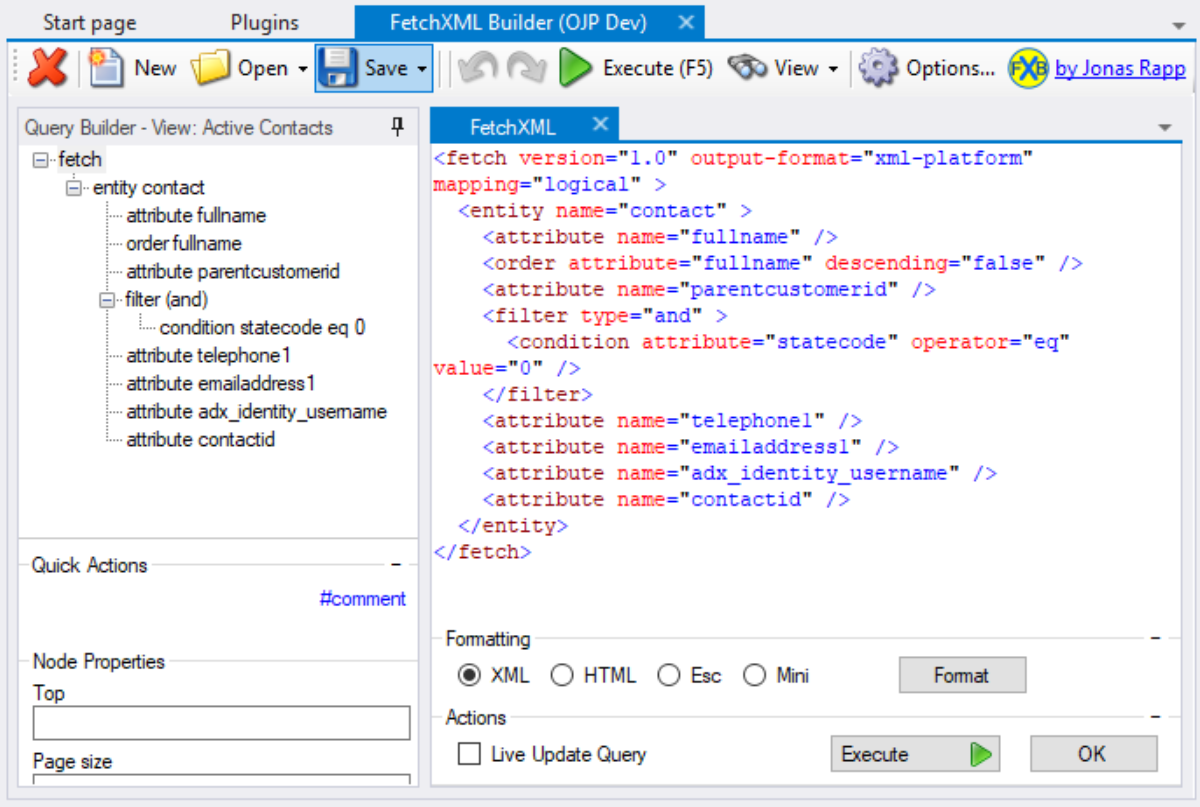 Start page
Plugins
FetchXML Builder (OJP Dev)
New
Open
Save
Execute (F5)
View
Options...
FXB
by Jonas Rapp
Query Builder - View: Active Contacts
fetch
entity contact
attribute fullname
order fullname
attribute parentcustomerid
filter (and)
condition statecode eq 0
attribute telephone1
attribute emailaddress1
attribute adx_identity_username
attribute contactid
Quick Actions
#comment
Node Properties
Top
Page size
FetchXML
<fetch version="1.0" output-format="xml-platform"
mapping="logical" >
<entity name="contact" >
<attribute name="fullname" />
<order attribute="fullname" descending="false" />
<attribute name="parentcustomerid" />
<filter type="and" >
<condition attribute="statecode" operator="eq"
value="0" />
</filter>
<attribute name="telephone1" />
<attribute name="emailaddress1" />
<attribute name="adx_identity_username" />
<attribute name="contactid" />
</entity>
</fetch>
Formatting
XML
HTML
Esc
Mini
Format
Actions
Live Update Query
Execute
OK